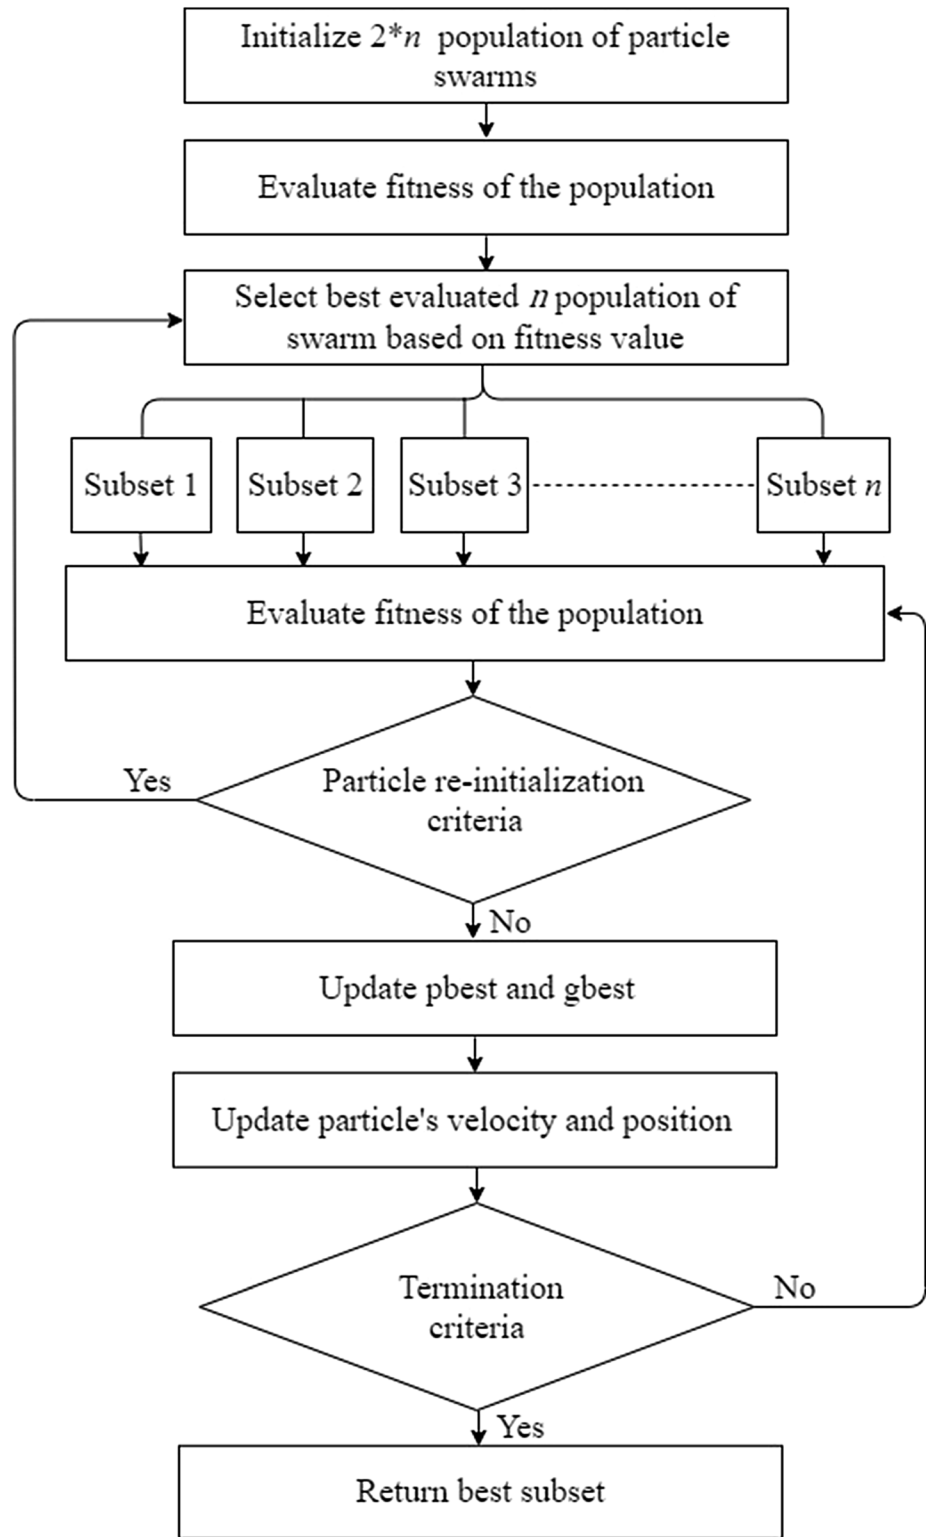 Initialize 2*n population of particle
swarms
Evaluate fitness of the population
Select best evaluated n population of
swarm based on fitness value
Subset 1
Subset 2
Subset 3
Subset n
Evaluate fitness of the population
Yes
Particle re-initialization
criteria
No
Update pbest and gbest
Update particle's velocity and position
Termination
criteria
No
Yes
Return best subset